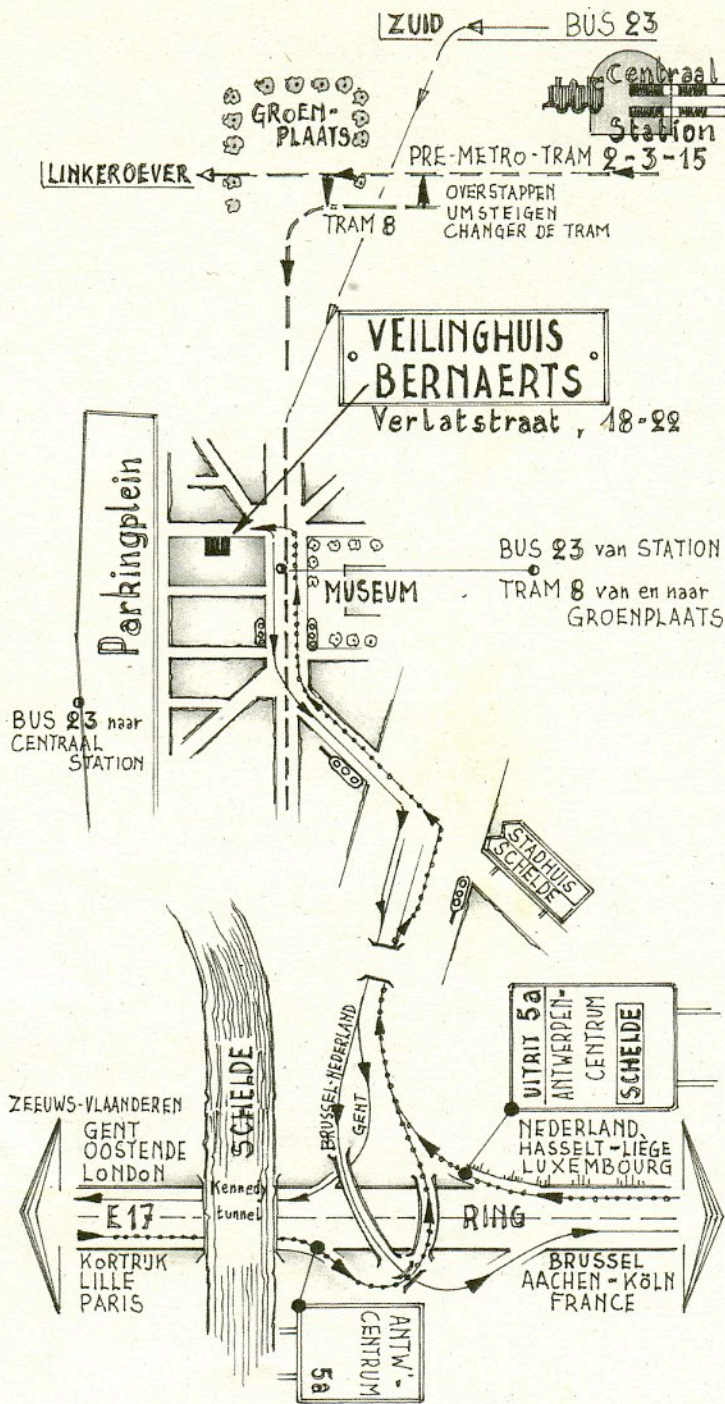 ZUID
BUS 23
Centraal
Station
GROEN-
PLAATS
PRE-METRO-TRAM 2-3-15
LINKEROEVER
OVERSTAPPEN
UMSTEIGEN
CHANGER DE TRAM
TRAM 8
VEILINGHUIS
BERNAERTS
Verlatstraat, 18-22
Parkingplein
BUS 23 van STATION
MUSEUM
TRAM 8 van en naar
GROENPLAATS
BUS 23 naar
CENTRAAL
STATION
STADHUIS
SCHELDE
UITRIT 5a
ANTWERPEN-
CENTRUM
SCHELDE
SCHELDE
BRUSSEL-NEDERLAND
GENT
ZEEUWS-VLAANDEREN
GENT
OOSTENDE
LONDON
NEDERLAND,
HASSELT-LIÈGE
LUXEMBOURG
Kennedy
tunnel
E17
RING
KORTRIJK
LILLE
PARIS
BRUSSEL
AACHEN-KÖLN
FRANCE
ANTW'-
CENTRUM
5a